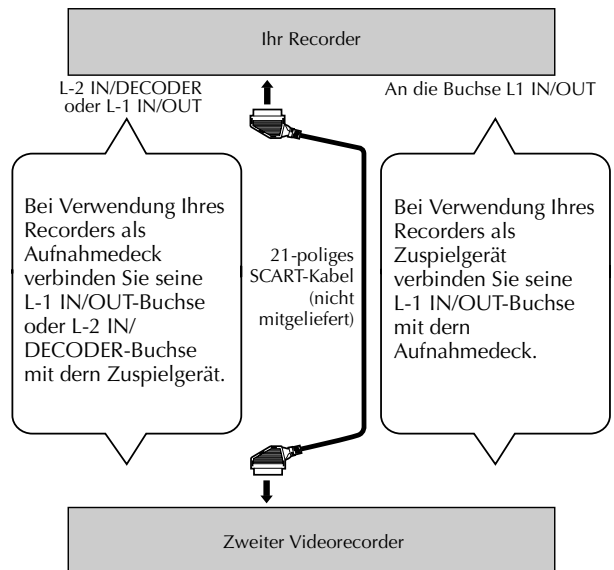 Ihr Recorder
L-2 IN/DECODER
oder L-1 IN/OUT
An die Buchse L1 IN/OUT
Bei Verwendung Ihres
Recorders als
Aufnahmedeck
verbinden Sie seine
L-1 IN/OUT-Buchse
oder L-2 IN/
DECODER-Buchse
mit dern Zuspielgerät.
21-poliges
SCART-Kabel
(nicht
mitgeliefert)
Bei Verwendung Ihres
Recorders als
Zuspielgerät
verbinden Sie seine
L-1 IN/OUT-Buchse
mit dern
Aufnahmedeck.
Zweiter Videorecorder